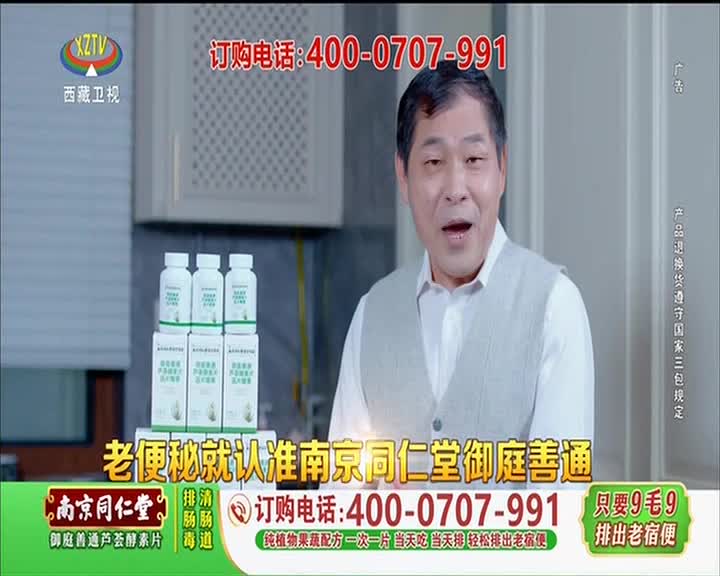 XZTV
西藏卫视
订购电话:400-0707-991
广告
产品退换货遵守国家三包规定
老便秘就认准南京同仁堂御庭善通
南京同仁堂
御庭善通芦荟酵素片
排肠毒
清肠道
订购电话:400-0707-991
纯植物果蔬配方 一次一片 当天吃 当天排 轻松排出老宿便
只要9毛9
排出老宿便